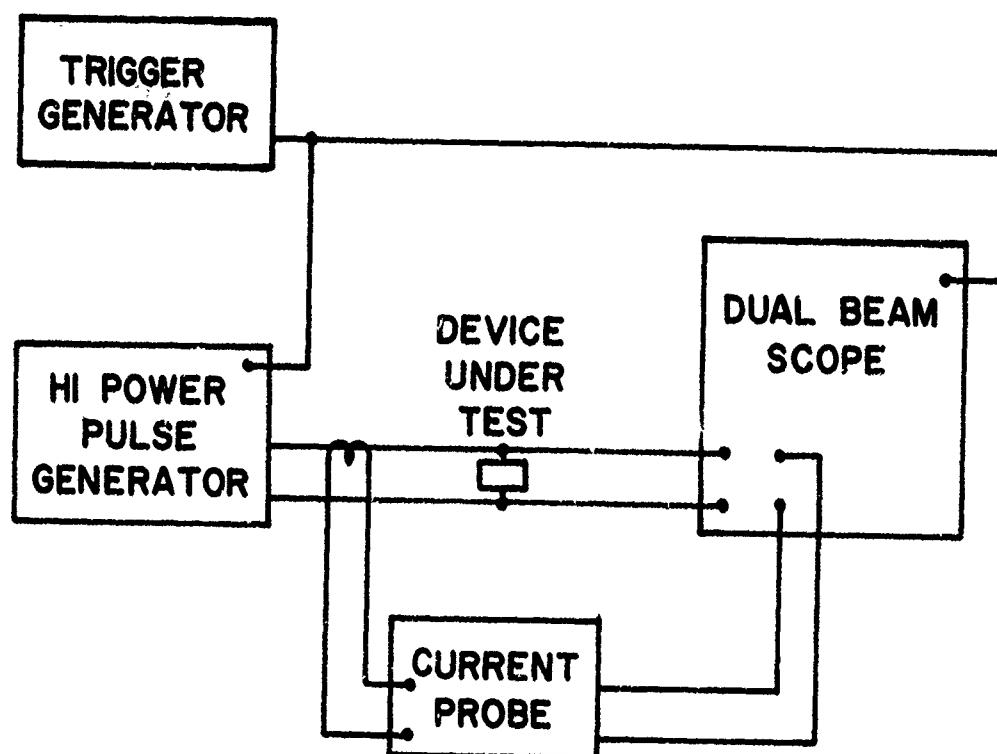 TRIGGER
GENERATOR
DUAL BEAM
SCOPE
DEVICE
UNDER
TEST
HI POWER
PULSE
GENERATOR
CURRENT
PROBE